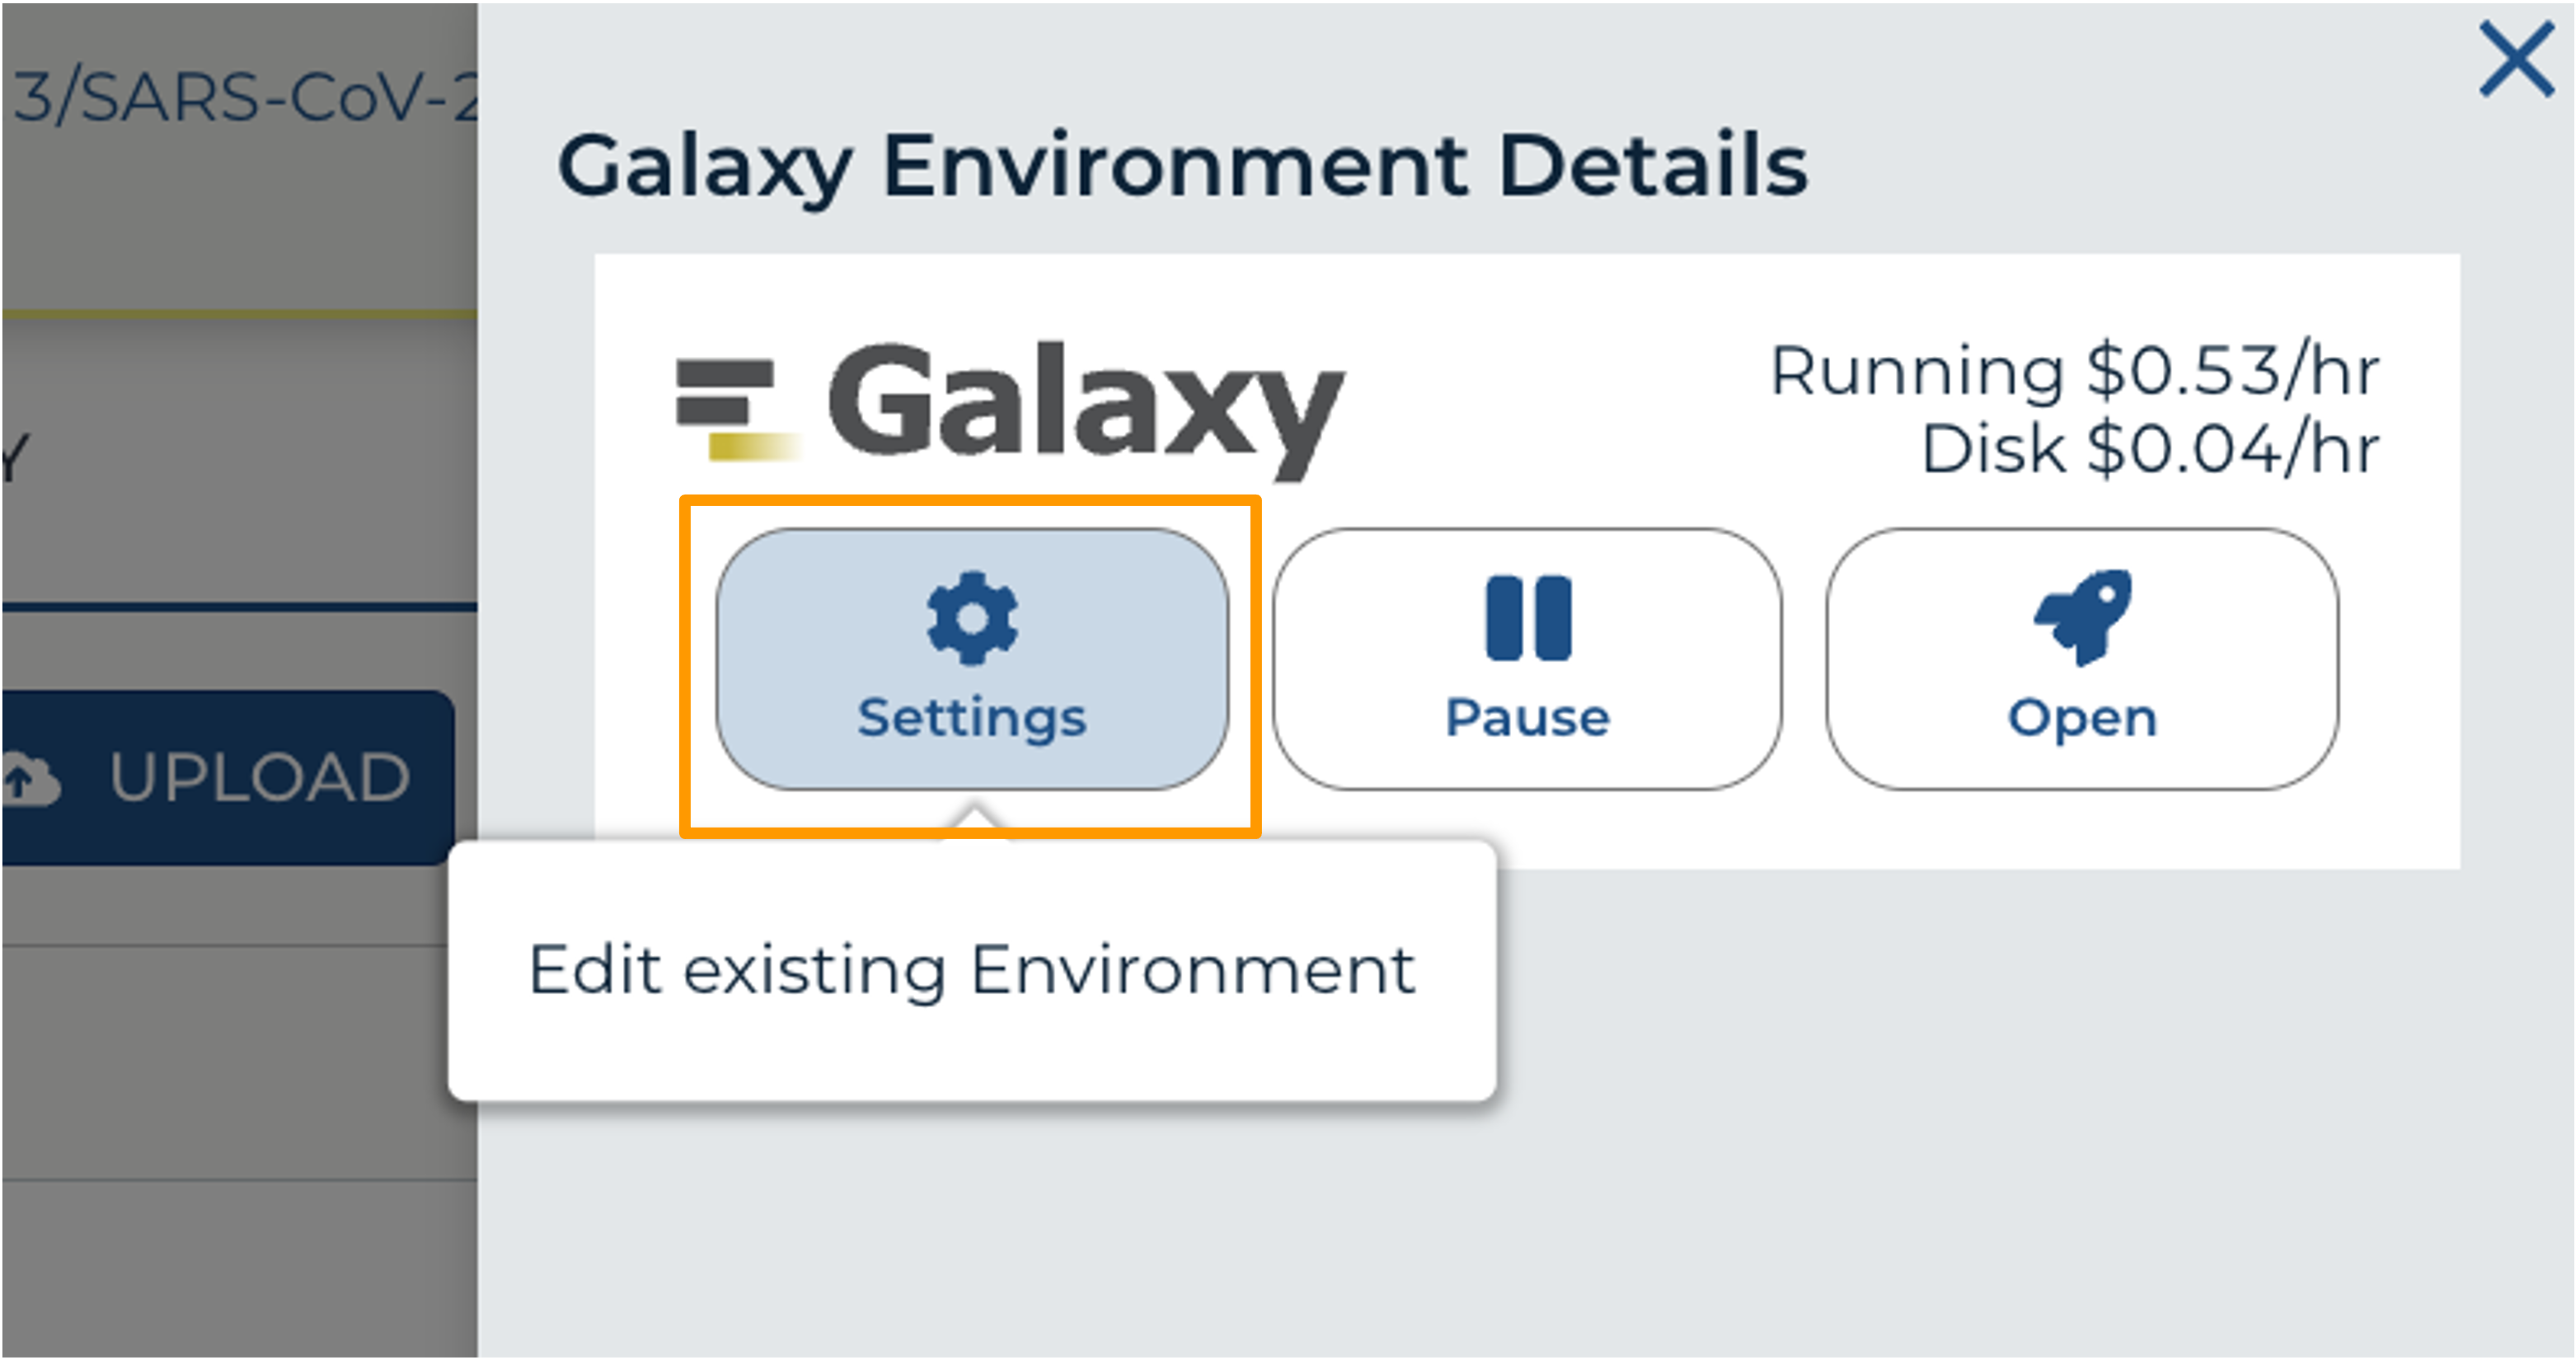 3/SARS-CoV-2
Galaxy Environment Details
Galaxy
Running $0.53/hr
Disk $0.04/hr
Y
Settings
Pause
Open
UPLOAD
Edit existing Environment